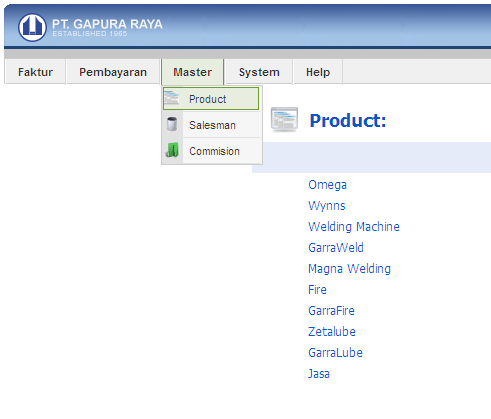 PT. GAPURA RAYA
ESTABLISHED 1965
Faktur Pembayaran Master System Help
Product
Salesman
Commision
Product:
Omega
Wynns
Welding Machine
GarraWeld
Magna Welding
Fire
GarraFire
Zetalube
GarraLube
Jasa